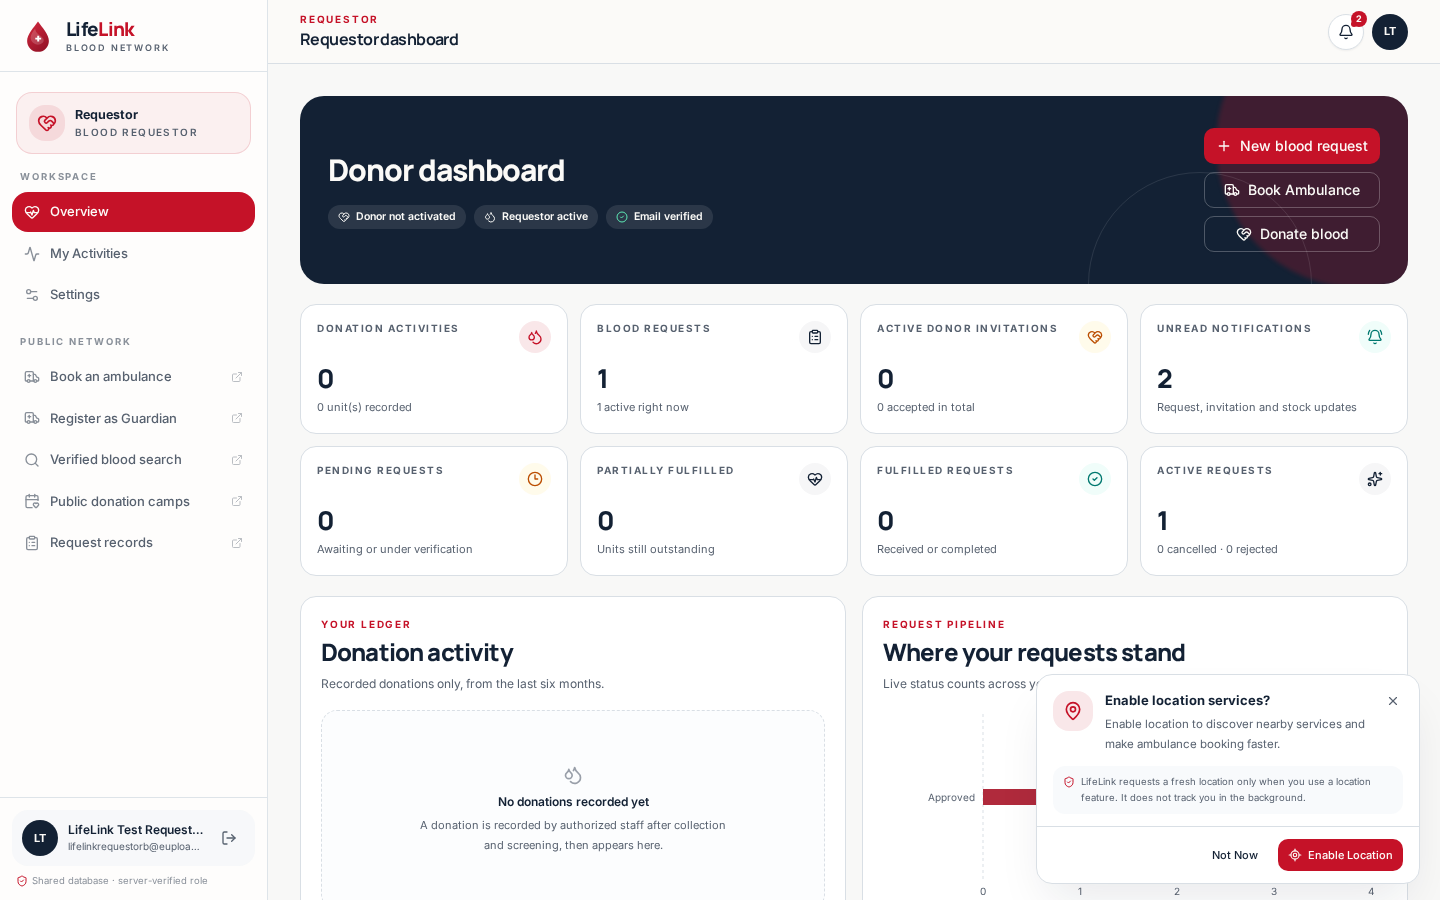 LifeLink
BLOOD NETWORK
Requestor
BLOOD REQUESTOR
WORKSPACE
Overview
My Activities
Settings
PUBLIC NETWORK
Book an ambulance
Register as Guardian
Verified blood search
Public donation camps
Request records
LT
LifeLink Test Request...
lifelinkrequestorb@euploa...
Shared database · server-verified role
REQUESTOR
Requestor dashboard
2
LT
Donor dashboard
Donor not activated
Requestor active
Email verified
New blood request
Book Ambulance
Donate blood
DONATION ACTIVITIES
0
0 unit(s) recorded
BLOOD REQUESTS
1
1 active right now
ACTIVE DONOR INVITATIONS
0
0 accepted in total
UNREAD NOTIFICATIONS
2
Request, invitation and stock updates
PENDING REQUESTS
0
Awaiting or under verification
PARTIALLY FULFILLED
0
Units still outstanding
FULFILLED REQUESTS
0
Received or completed
ACTIVE REQUESTS
1
0 cancelled · 0 rejected
YOUR LEDGER
Donation activity
Recorded donations only, from the last six months.
No donations recorded yet
A donation is recorded by authorized staff after collection
and screening, then appears here.
REQUEST PIPELINE
Where your requests stand
Live status counts across
Approved
0 1 2 3 4
Enable location services?
Enable location to discover nearby services and
make ambulance booking faster.
LifeLink requests a fresh location only when you use a location
feature. It does not track you in the background.
Not Now
Enable Location